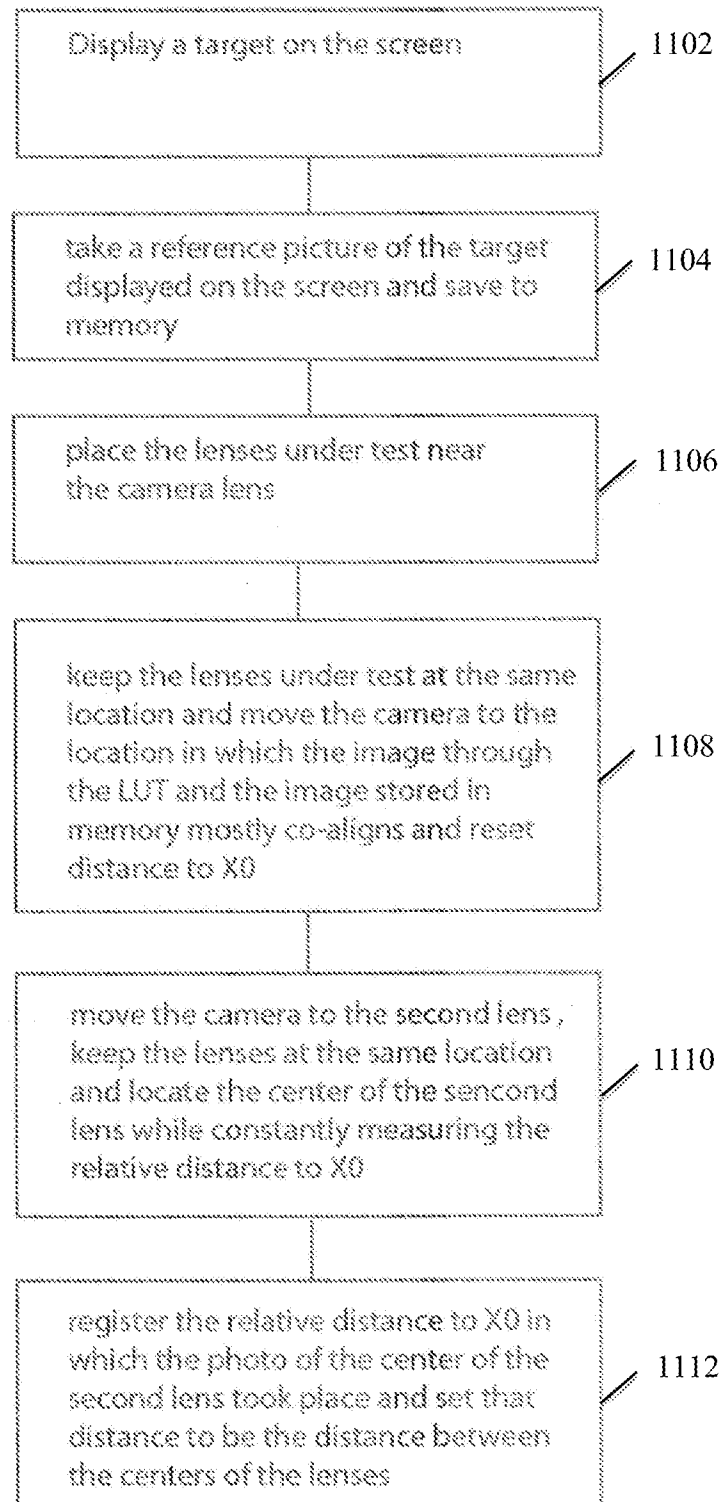 Display a target on the screen
1102
take a reference picture of the target
displayed on the screen and save to
memory
1104
place the lenses under test near
the camera lens
1106
keep the lenses under test at the same
location and move the camera to the
location in which the image through
the LUT and the image stored in
memory mostly co-aligns and reset
distance to X0
1108
move the camera to the second lens ,
keep the lenses at the same location
and locate the center of the sencond
lens while constantly measuring the
relative distance to X0
1110
register the relative distance to X0 in
which the photo of the center of the
second lens took place and set that
distance to be the distance between
the centers of the lenses
1112